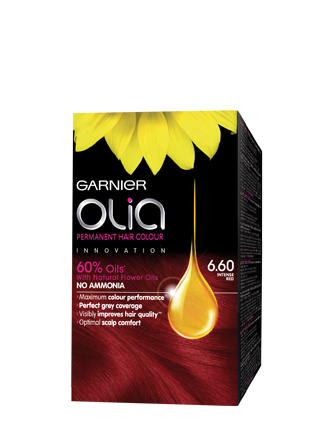 GARNIER
OLIA
PERMANENT HAIR COLOUR
INNOVATION
60% Oils*
With Natural Flower Oils
NO AMMONIA
• Maximum colour performance
• Perfect grey coverage
• Visibly improves hair quality**
• Optimal scalp comfort
6.60
INTENSE
RED